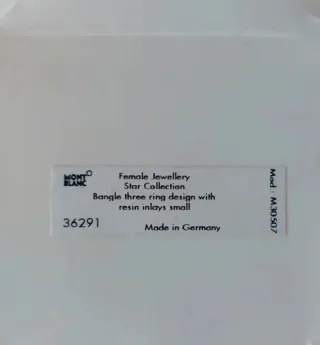 MONT
BLANC
Female Jewellery
Star Collection
Bangle three ring design with
resin inlays small
36291
Made in Germany
Mod.: M30507